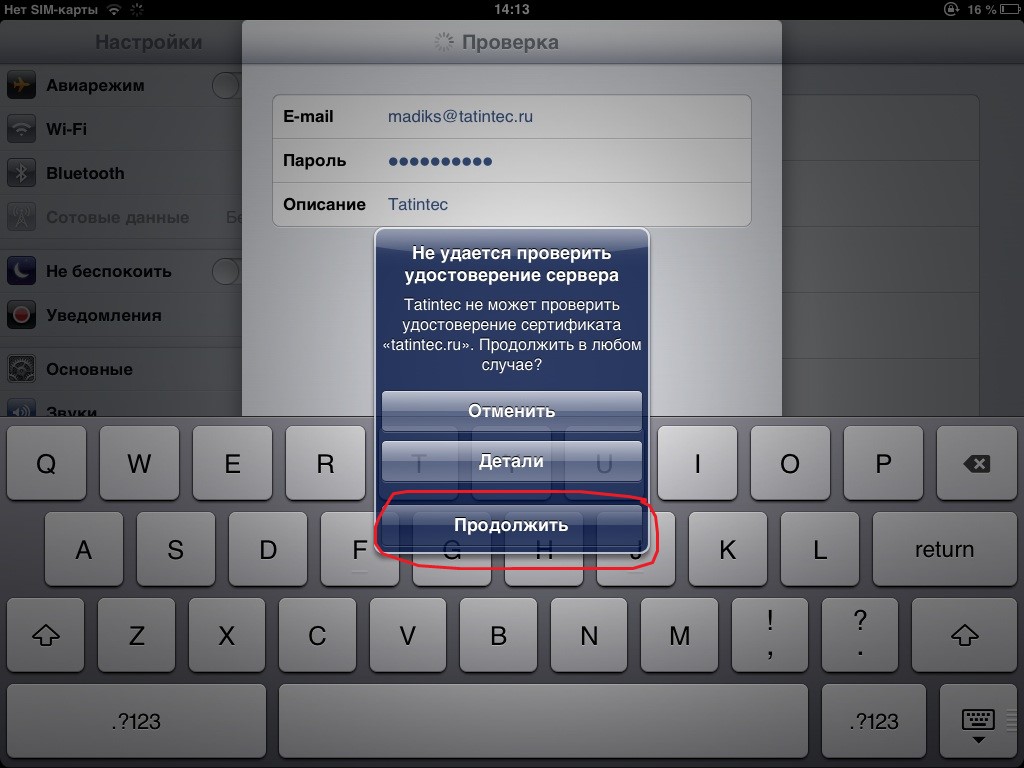 Нет SIM-карты 14:13 16 %
Настройки Проверка
Авиарежим
E-mail madiks@tatintec.ru
Wi-Fi
Пароль ●●●●●●●●●●
Bluetooth
Описание Tatintec
Сотовые данные Бе
Не беспокоить
Уведомления
Основные
Звуки
Не удается проверить
удостоверение сервера
Tatintec не может проверить
удостоверение сертификата
«tatintec.ru». Продолжить в любом
случае?
Отменить
Детали
Продолжить
Q W E R T U I O P
A S D F G H J K L return
Z X C V B N M ! , ? .
.?123 .?123